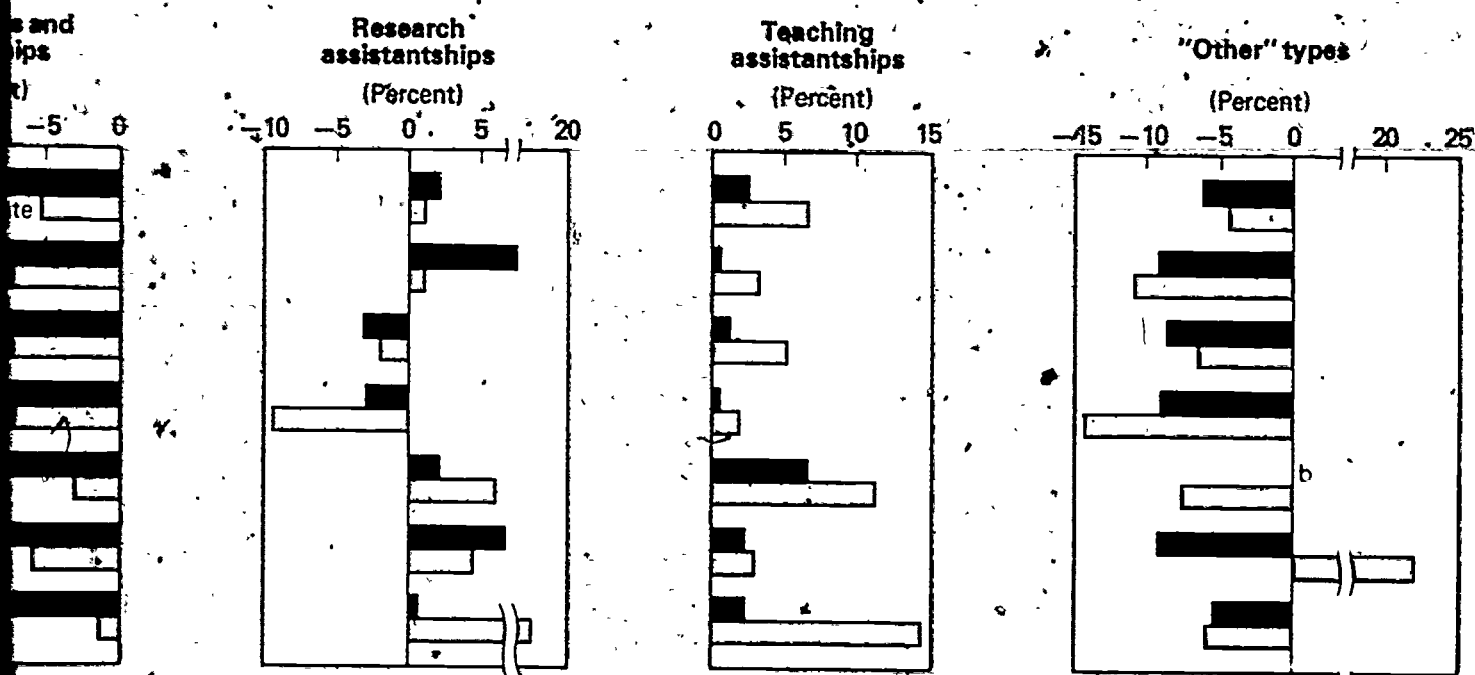 s and
ips
t)
−5 0
te
Research
assistantships
(Percent)
−10 −5 0 5 20
Teaching
assistantships
(Percent)
0 5 10 15
"Other" types
(Percent)
−15 −10 −5 0 20 25
b